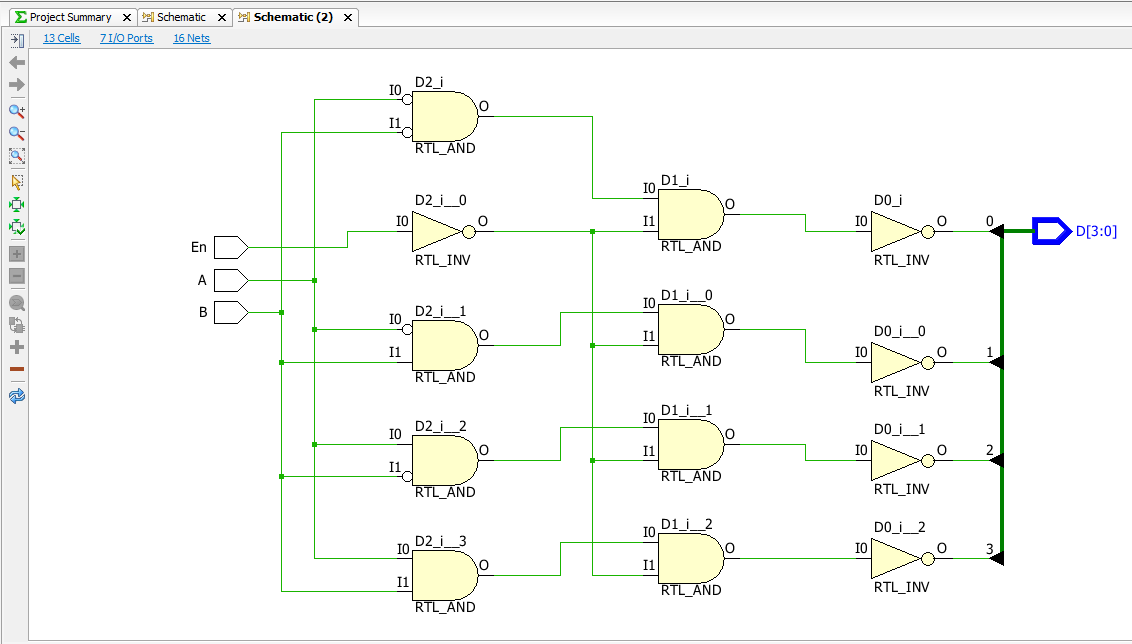 Project Summary
Schematic
Schematic (2)
13 Cells
7 I/O Ports
16 Nets
D2_i
I0
I1
O
RTL_AND
D2_i__0
I0
O
RTL_INV
En
A
B
D2_i__1
I0
I1
O
RTL_AND
D2_i__2
I0
I1
O
RTL_AND
D2_i__3
I0
I1
O
RTL_AND
D1_i
I0
I1
O
RTL_AND
D1_i__0
I0
I1
O
RTL_AND
D1_i__1
I0
I1
O
RTL_AND
D1_i__2
I0
I1
O
RTL_AND
D0_i
I0
O
RTL_INV
D0_i__0
I0
O
RTL_INV
D0_i__1
I0
O
RTL_INV
D0_i__2
I0
O
RTL_INV
0
1
2
3
D[3:0]